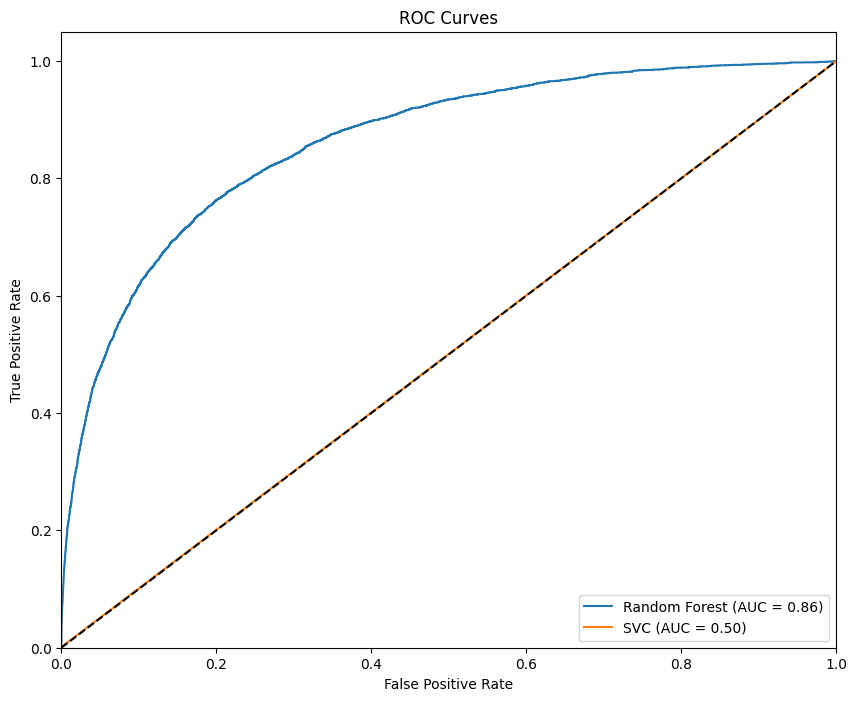 ROC Curves
1.0
0.8
0.6
0.4
0.2
0.0
True Positive Rate
Random Forest (AUC = 0.86)
SVC (AUC = 0.50)
0.0 0.2 0.4 0.6 0.8 1.0
False Positive Rate